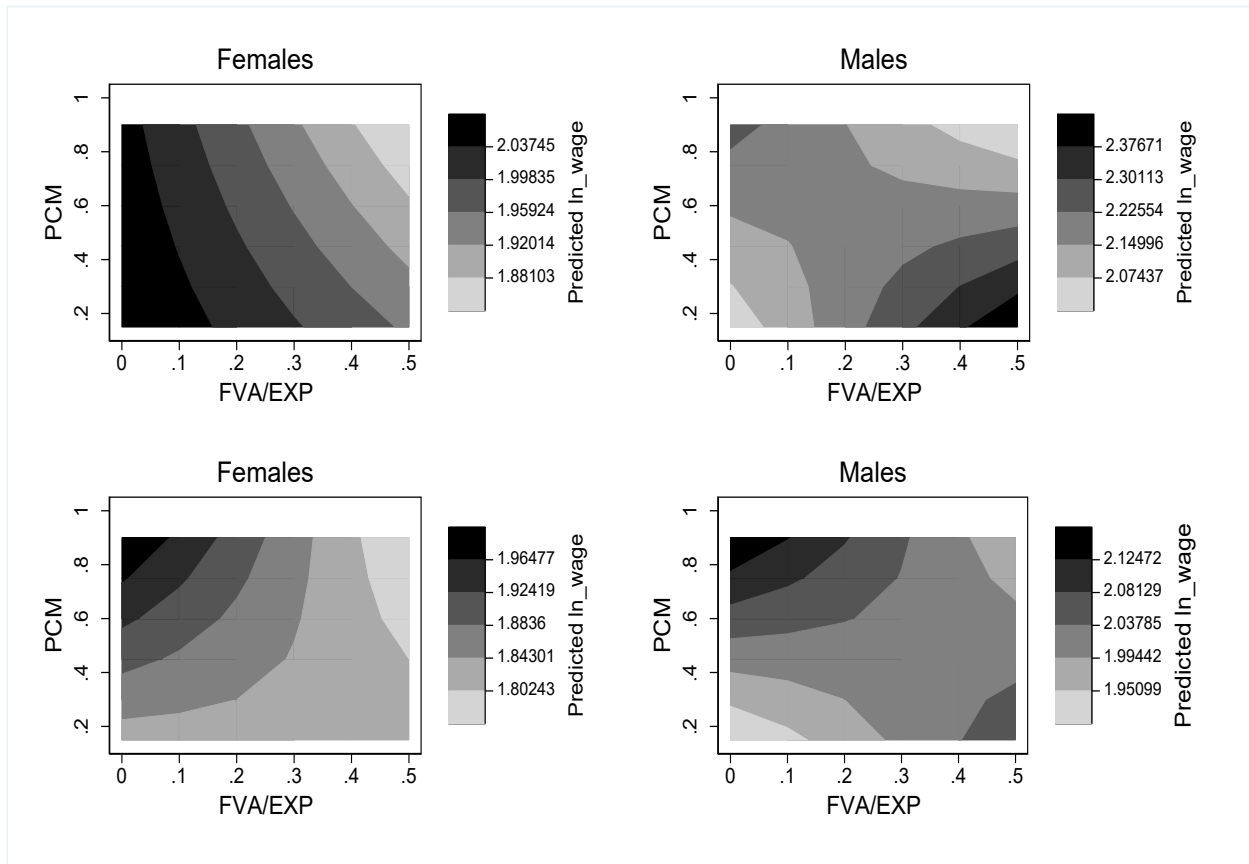 Females
PCM
1
.8
.6
.4
.2
0 .1 .2 .3 .4 .5
FVA/EXP
2.03745
1.99835
1.95924
1.92014
1.88103
Predicted ln_wage
Males
PCM
1
.8
.6
.4
.2
0 .1 .2 .3 .4 .5
FVA/EXP
2.37671
2.30113
2.22554
2.14996
2.07437
Predicted ln_wage
Females
PCM
1
.8
.6
.4
.2
0 .1 .2 .3 .4 .5
FVA/EXP
1.96477
1.92419
1.8836
1.84301
1.80243
Predicted ln_wage
Males
PCM
1
.8
.6
.4
.2
0 .1 .2 .3 .4 .5
FVA/EXP
2.12472
2.08129
2.03785
1.99442
1.95099
Predicted ln_wage